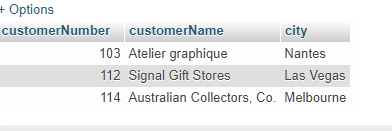 + Options
customerNumber customerName city
103 Atelier graphique Nantes
112 Signal Gift Stores Las Vegas
114 Australian Collectors, Co. Melbourne